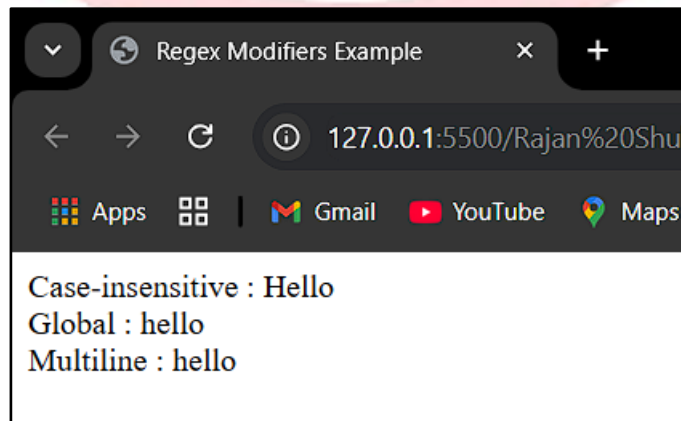 Regex Modifiers Example
127.0.0.1:5500/Rajan%20Shu
Apps Gmail YouTube Maps
Case-insensitive : Hello
Global : hello
Multiline : hello